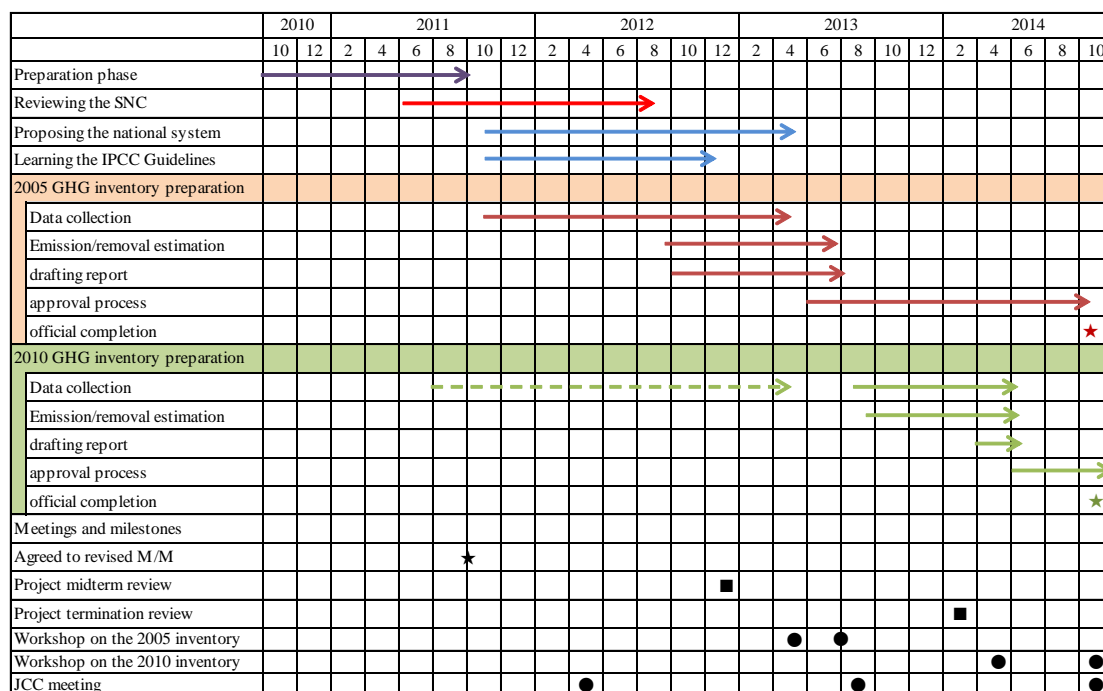 2010 2011 2012 2013 2014
10 12 2 4 6 8 10 12 2 4 6 8 10 12 2 4 6 8 10 12 2 4 6 8 10
Preparation phase
Reviewing the SNC
Proposing the national system
Learning the IPCC Guidelines
2005 GHG inventory preparation
Data collection
Emission/removal estimation
drafting report
approval process
official completion
2010 GHG inventory preparation
Data collection
Emission/removal estimation
drafting report
approval process
official completion
Meetings and milestones
Agreed to revised M/M
Project midterm review
Project termination review
Workshop on the 2005 inventory
Workshop on the 2010 inventory
JCC meeting